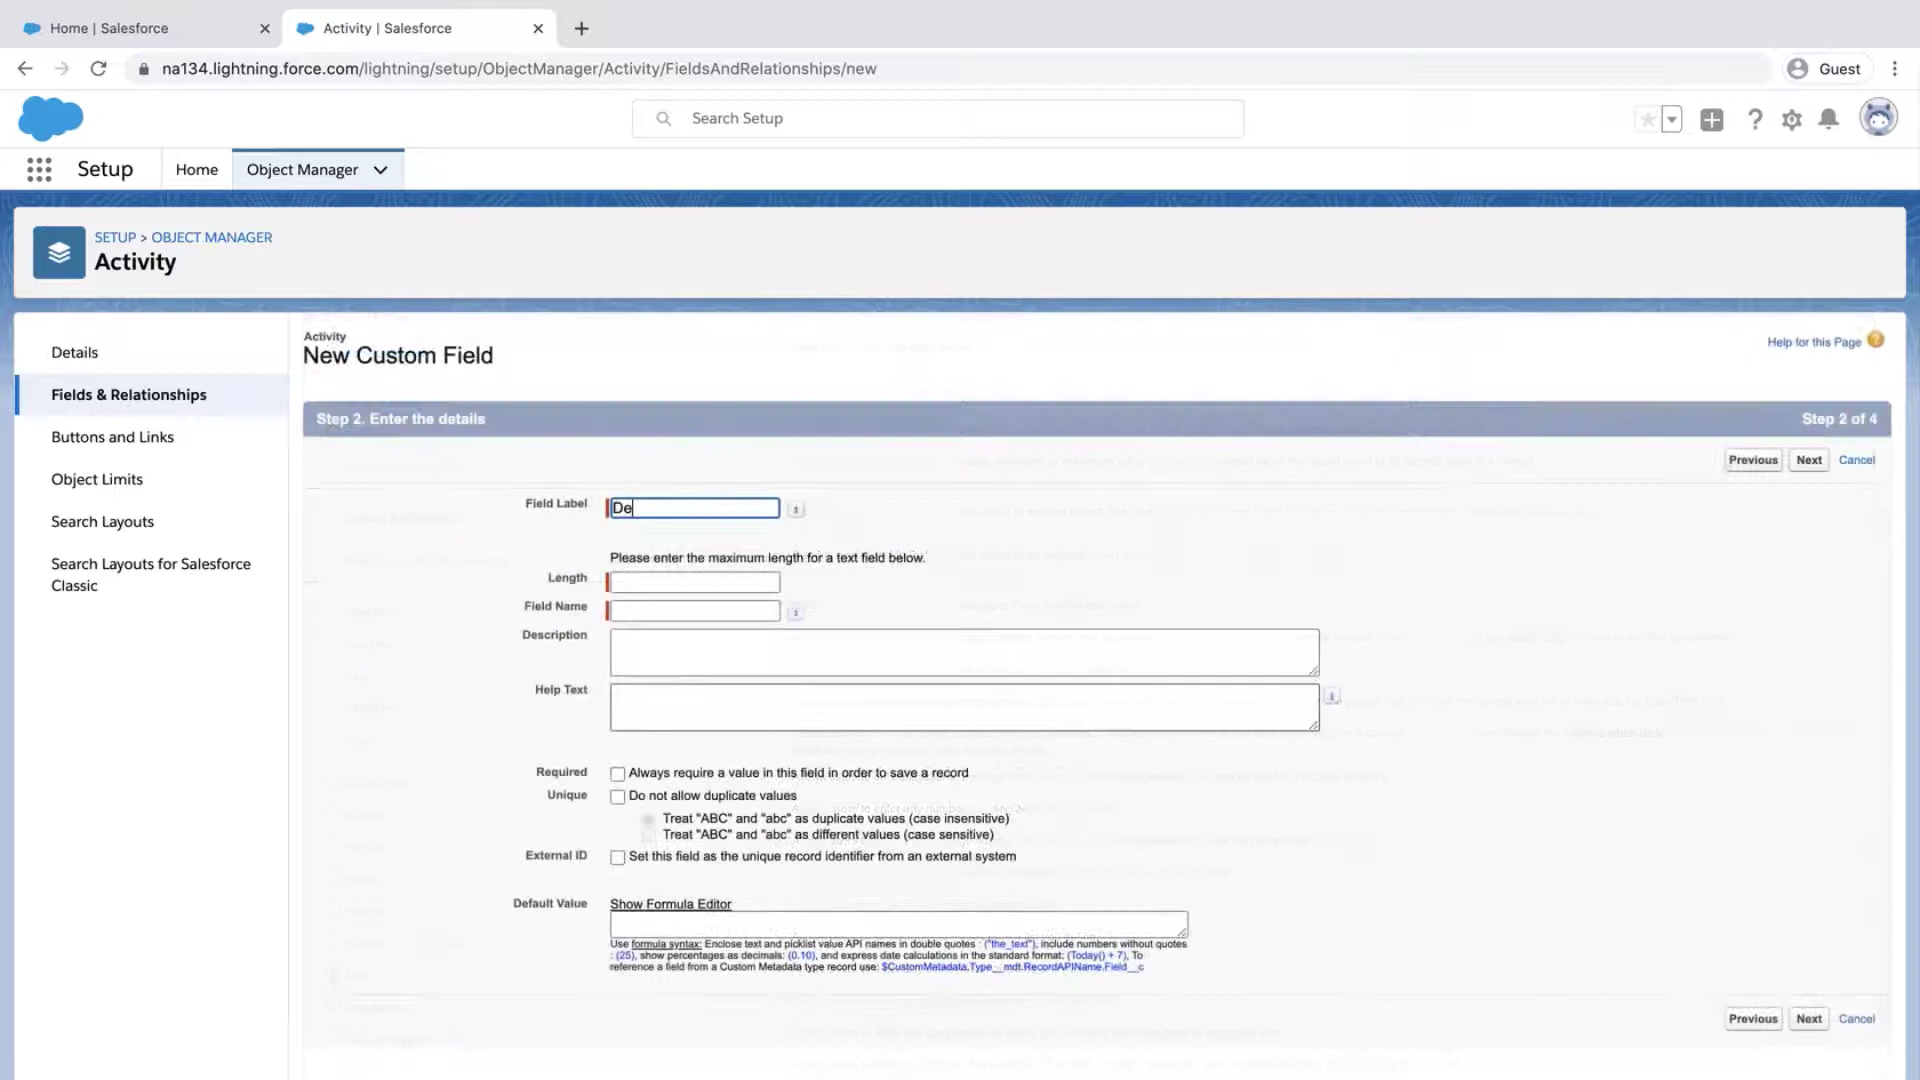 Home | Salesforce
Activity | Salesforce
na134.lightning.force.com/lightning/setup/ObjectManager/Activity/FieldsAndRelationships/new
Guest
Search Setup
Setup
Home
Object Manager
SETUP > OBJECT MANAGER
Activity
Details
Fields & Relationships
Buttons and Links
Object Limits
Search Layouts
Search Layouts for Salesforce
Classic
Activity
New Custom Field
Help for this Page
Step 2. Enter the details
Step 2 of 4
Previous Next Cancel
Field Label De
Please enter the maximum length for a text field below.
Length
Field Name
Description
Help Text
Required Always require a value in this field in order to save a record
Unique Do not allow duplicate values
Treat "ABC" and "abc" as duplicate values (case insensitive)
Treat "ABC" and "abc" as different values (case sensitive)
External ID Set this field as the unique record identifier from an external system
Default Value Show Formula Editor
Use formula syntax: Enclose text and picklist value API names in double quotes : ("the_text"), include numbers without quotes
: (25), show percentages as decimals: (0.10), and express date calculations in the standard format: (Today() + 7), To
reference a field from a Custom Metadata type record use: $CustomMetadata.Type__mdt.RecordAPIName.Field__c
Previous Next Cancel